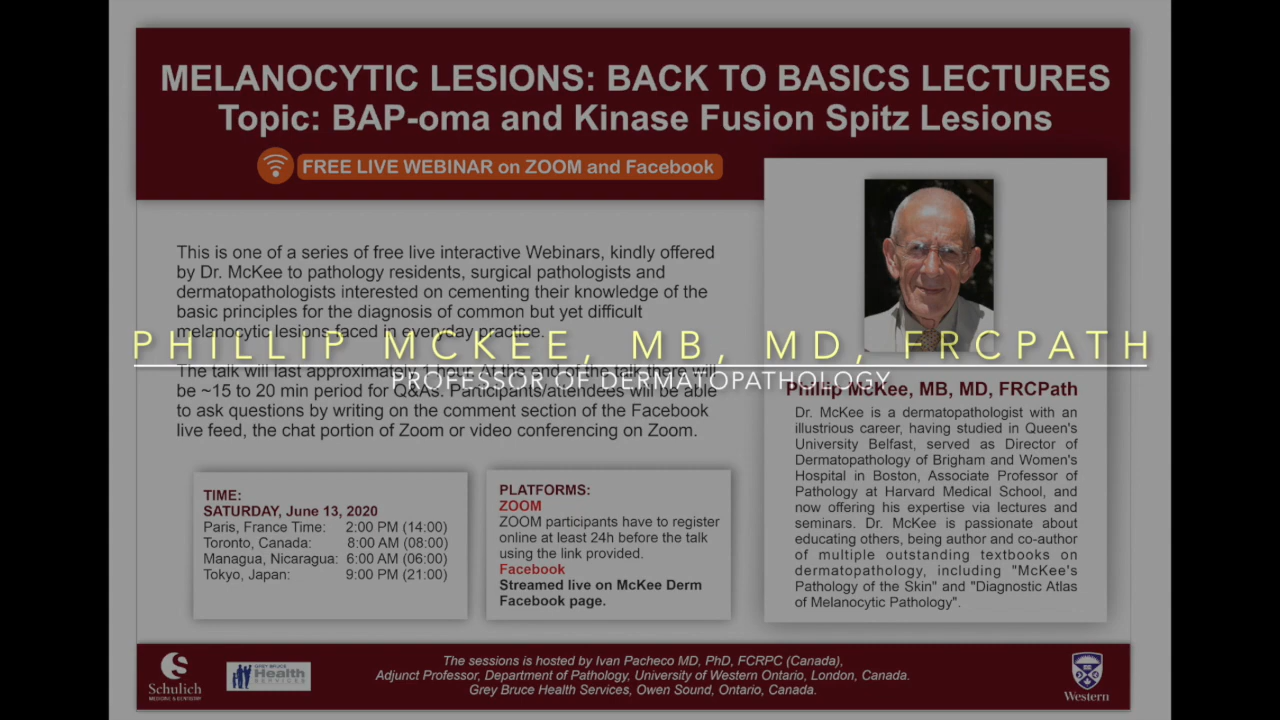 MELANOCYTIC LESIONS: BACK TO BASICS LECTURES
Topic: BAP-oma and Kinase Fusion Spitz Lesions
FREE LIVE WEBINAR on ZOOM and Facebook
This is one of a series of free live interactive Webinars, kindly offered
by Dr. McKee to pathology residents, surgical pathologists and
dermatopathologists interested on cementing their knowledge of the
basic principles for the diagnosis of common but yet difficult
melanocytic lesions faced in everyday practice.
PHILLIP MCKEE, MB, MD, FRCPATH
PROFESSOR OF DERMATOPATHOLOGY
The talk will last approximately 1 hour. At the end of the talk there will
be ~15 to 20 min period for Q&As. Participants/attendees will be able
to ask questions by writing on the comment section of the Facebook
live feed, the chat portion of Zoom or video conferencing on Zoom.
Phillip McKee, MB, MD, FRCPath
Dr. McKee is a dermatopathologist with an
illustrious career, having studied in Queen's
University Belfast, served as Director of
Dermatopathology of Brigham and Women's
Hospital in Boston, Associate Professor of
Pathology at Harvard Medical School, and
now offering his expertise via lectures and
seminars. Dr. McKee is passionate about
educating others, being author and co-author
of multiple outstanding textbooks on
dermatopathology, including "McKee's
Pathology of the Skin" and "Diagnostic Atlas
of Melanocytic Pathology".
TIME:
SATURDAY, June 13, 2020
Paris, France Time: 2:00 PM (14:00)
Toronto, Canada: 8:00 AM (08:00)
Managua, Nicaragua: 6:00 AM (06:00)
Tokyo, Japan: 9:00 PM (21:00)
PLATFORMS:
ZOOM
ZOOM participants have to register
online at least 24h before the talk
using the link provided.
Facebook
Streamed live on McKee Derm
Facebook page.
Schulich
MEDICINE & DENTISTRY
GREY BRUCE
Health
SERVICES
The sessions is hosted by Ivan Pacheco MD, PhD, FCRPC (Canada),
Adjunct Professor, Department of Pathology, University of Western Ontario, London, Canada.
Grey Bruce Health Services, Owen Sound, Ontario, Canada.
Western